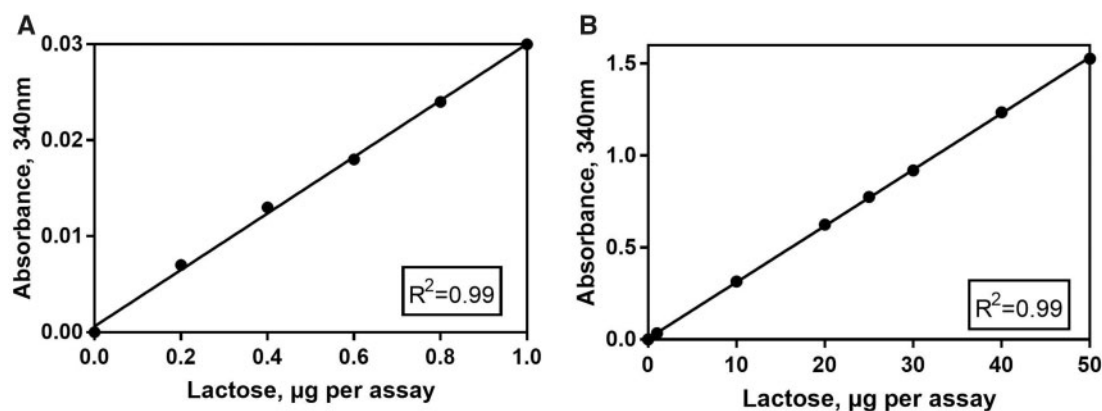 A
0.03
0.02
0.01
0.00
Absorbance, 340nm
0.0 0.2 0.4 0.6 0.8 1.0
Lactose, μg per assay
R²=0.99
B
1.5
1.0
0.5
0.0
Absorbance, 340nm
0 10 20 30 40 50
Lactose, μg per assay
R²=0.99